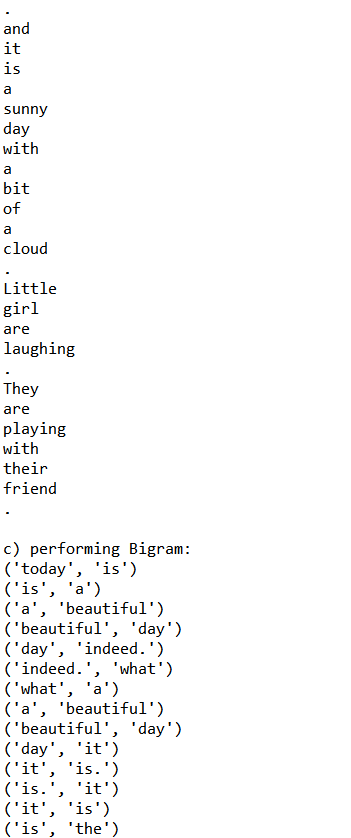 .
and
it
is
a
sunny
day
with
a
bit
of
a
cloud
.
Little
girl
are
laughing
.
They
are
playing
with
their
friend
.
c) performing Bigram:
('today', 'is')
('is', 'a')
('a', 'beautiful')
('beautiful', 'day')
('day', 'indeed.')
('indeed.', 'what')
('what', 'a')
('a', 'beautiful')
('beautiful', 'day')
('day', 'it')
('it', 'is.')
('is.', 'it')
('it', 'is')
('is', 'the')